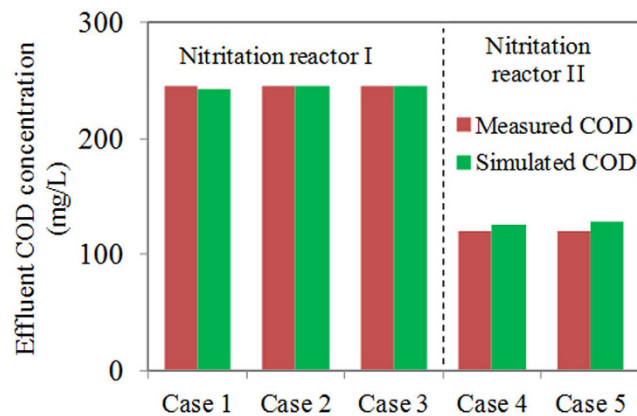 Effluent COD concentration
(mg/L)
300
200
100
0
Nitritation reactor I
Nitritation
reactor II
Measured COD
Simulated COD
Case 1 Case 2 Case 3 Case 4 Case 5